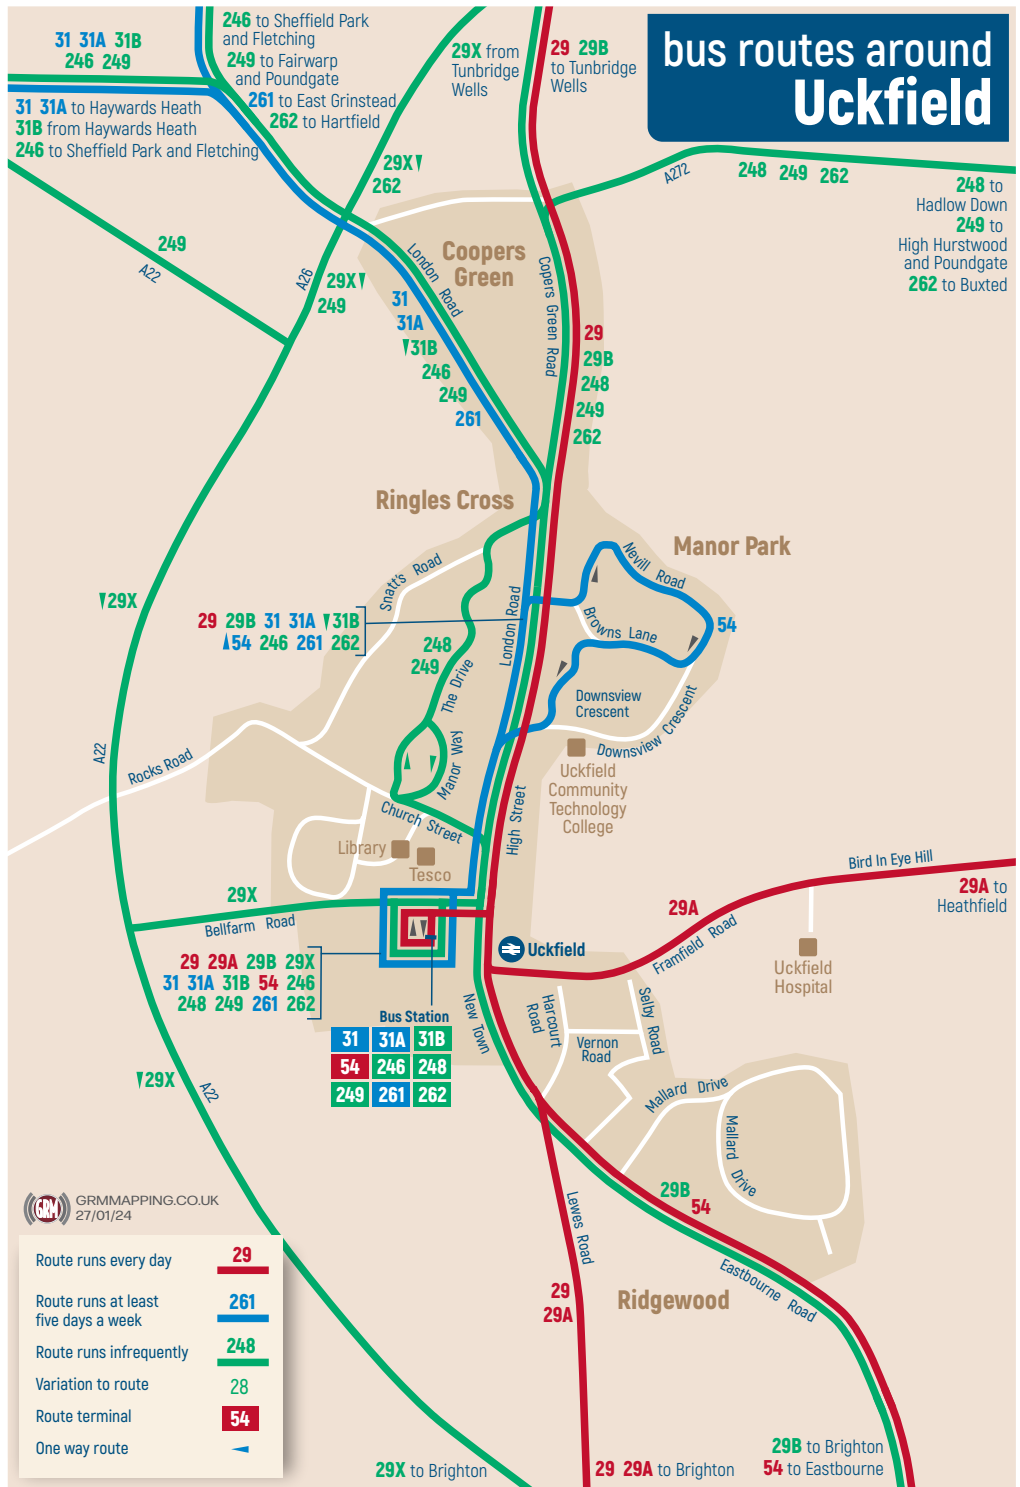 bus routes around
Uckfield
31 31A 31B
246 249
246 to Sheffield Park
and Fletching
249 to Fairwarp
and Poundgate
261 to East Grinstead
262 to Hartfield
31 31A to Haywards Heath
31B from Haywards Heath
246 to Sheffield Park and Fletching
29X from
Tunbridge
Wells
29 29B
to Tunbridge
Wells
29X
262
A272
248 249 262
248 to
Hadlow Down
249 to
High Hurstwood
and Poundgate
262 to Buxted
249
A22
A26
29X
249
London Road
Coopers
Green
Copers Green Road
31
31A
31B
246
249
261
29
29B
248
249
262
Ringles Cross
Manor Park
Snatt's Road
Nevill Road
Browns Lane
54
29X
29 29B 31 31A 31B
54 246 261 262
London Road
248
249
The Drive
Manor Way
Downsview
Crescent
Downsview Crescent
A22
Rocks Road
Church Street
High Street
Uckfield
Community
Technology
College
Library
Tesco
Bird In Eye Hill
29A to
Heathfield
29A
Framfield Road
29X
Bellfarm Road
Uckfield
Uckfield
Hospital
29 29A 29B 29X
31 31A 31B 54 246
248 249 261 262
Bus Station
31 31A 31B
54 246 248
249 261 262
New Town
Harcourt
Road
Selby Road
Vernon
Road
Mallard Drive
Mallard Drive
29X
A22
29B
54
Lewes Road
Eastbourne Road
Ridgewood
29
29A
GRM
GRMMAPPING.CO.UK
27/01/24
Route runs every day 29
Route runs at least
five days a week 261
Route runs infrequently 248
Variation to route 28
Route terminal 54
One way route
29X to Brighton
29 29A to Brighton
29B to Brighton
54 to Eastbourne